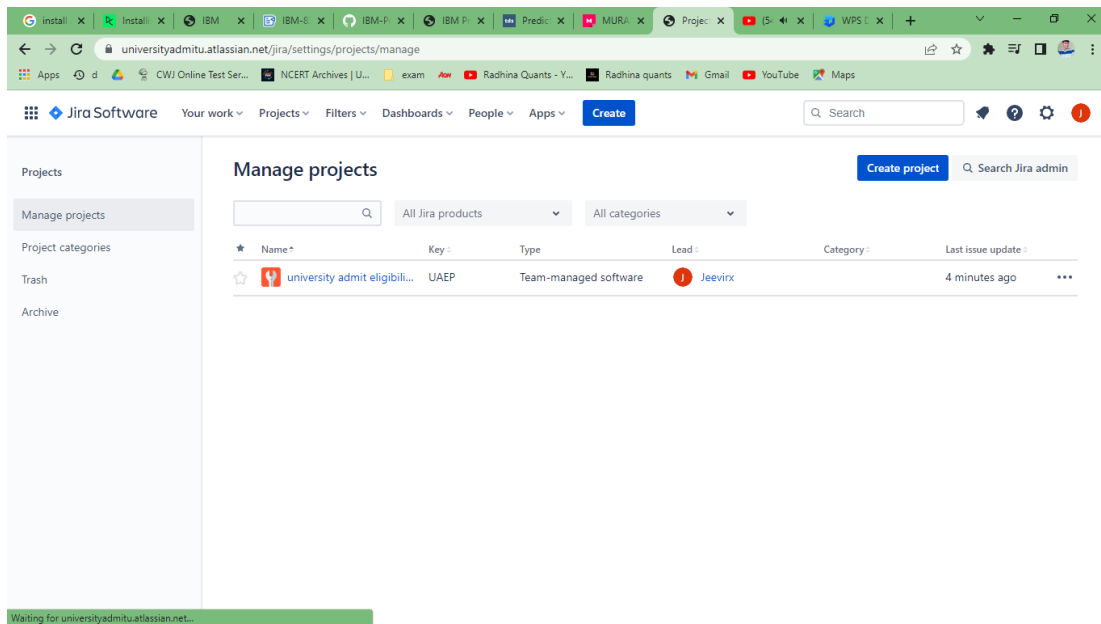 install
Installi
IBM
IBM-8
IBM-Pr
IBM Pr
Predic
MURA
Projec
(5
WPS D
universityadmitu.atlassian.net/jira/settings/projects/manage
Apps
d
CWJ Online Test Ser...
NCERT Archives | U...
exam
Aon
Radhina Quants - Y...
Radhina quants
Gmail
YouTube
Maps
Jira Software
Your work
Projects
Filters
Dashboards
People
Apps
Create
Search
J
Projects
Manage projects
Project categories
Trash
Archive
Manage projects
Create project
Search Jira admin
All Jira products
All categories
Name
Key
Type
Lead
Category
Last issue update
university admit eligibili...
UAEP
Team-managed software
J
Jeevirx
4 minutes ago
Waiting for universityadmitu.atlassian.net...